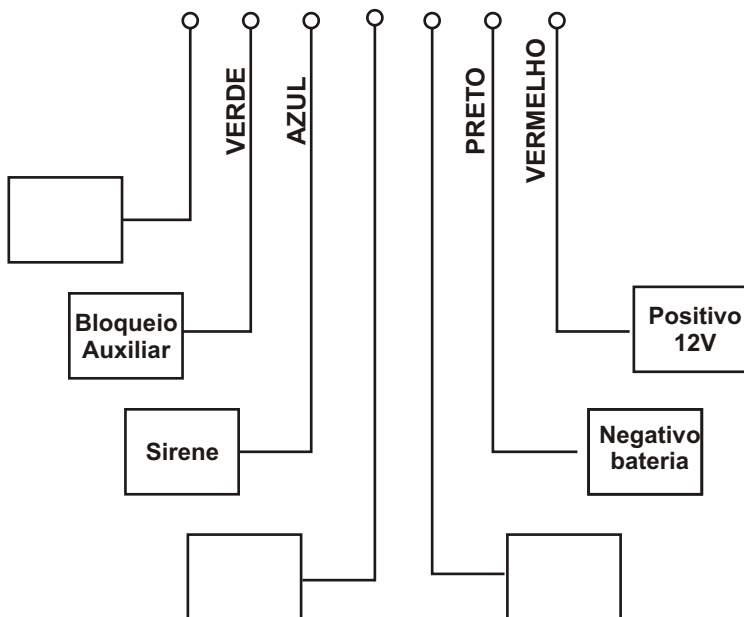 VERDE
AZUL
PRETO
VERMELHO
Bloqueio
Auxiliar
Positivo
12V
Sirene
Negativo
bateria